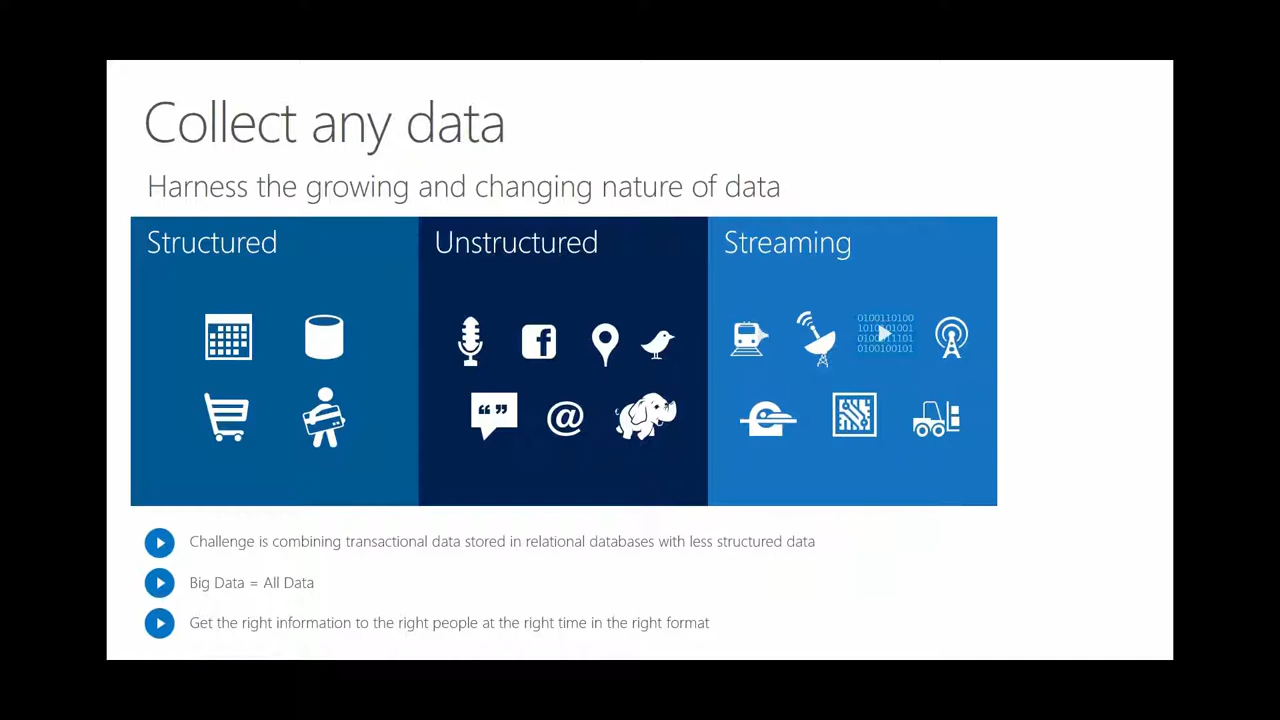 Collect any data
Harness the growing and changing nature of data
Structured
Unstructured
Streaming
f
“ ”
@
0100110100
0100100101
Challenge is combining transactional data stored in relational databases with less structured data
Big Data = All Data
Get the right information to the right people at the right time in the right format